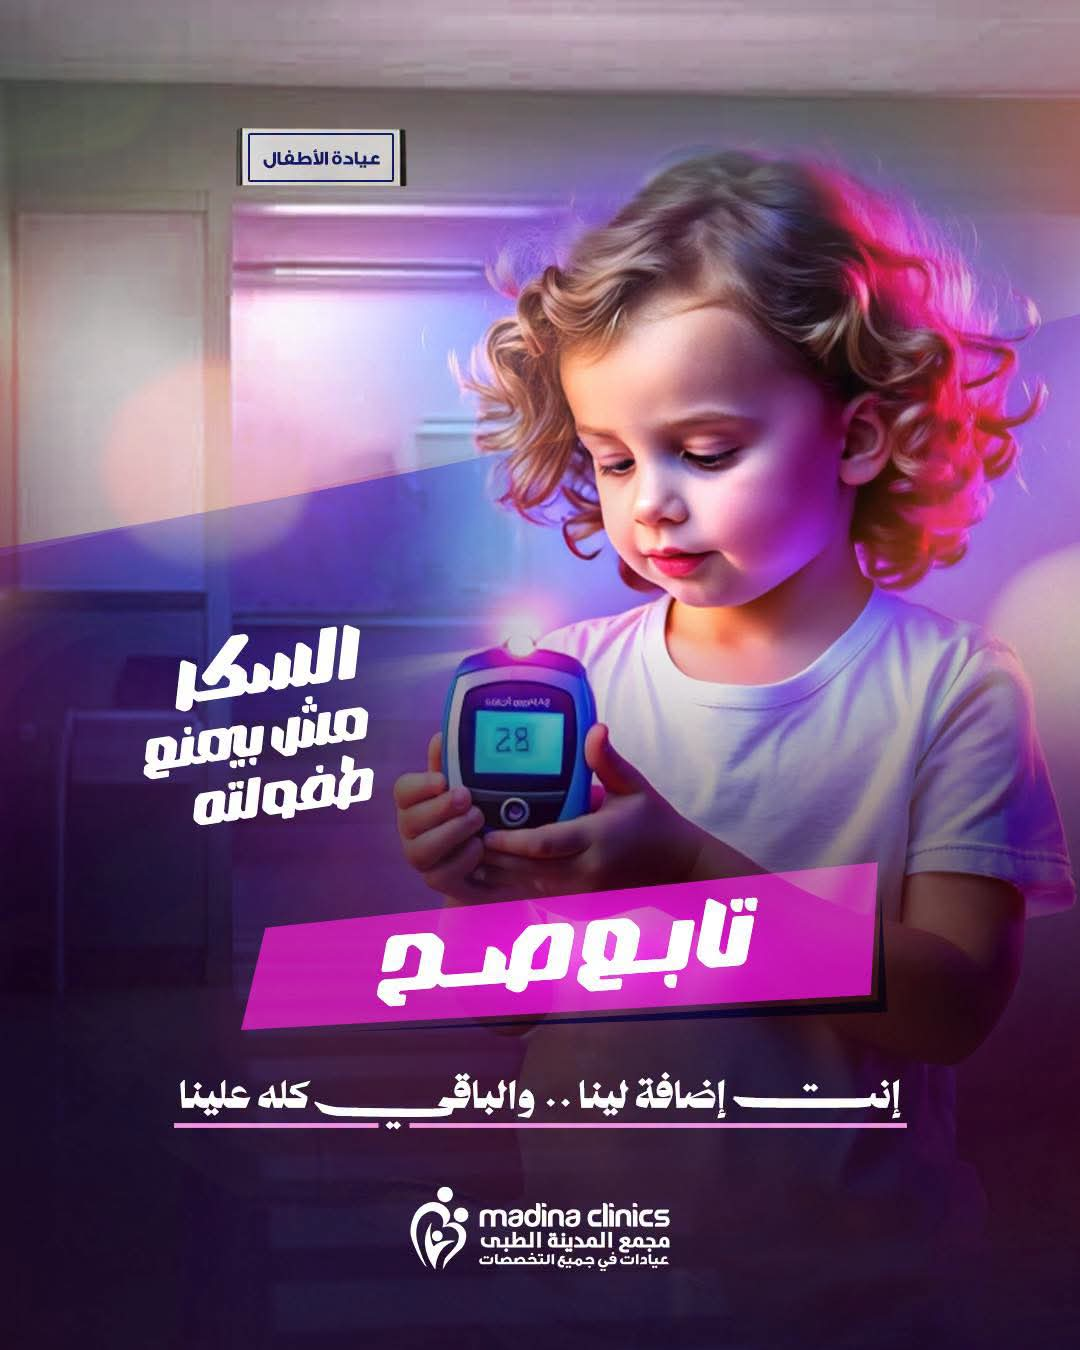 عيادة الأطفال
السكر
مش بيمنع
طفولته
28
تابع صح
إنت إضافة لينا .. والباقي كله علينا
madina clinics
مجمع المدينة الطبى
عيادات في جميع التخصصات